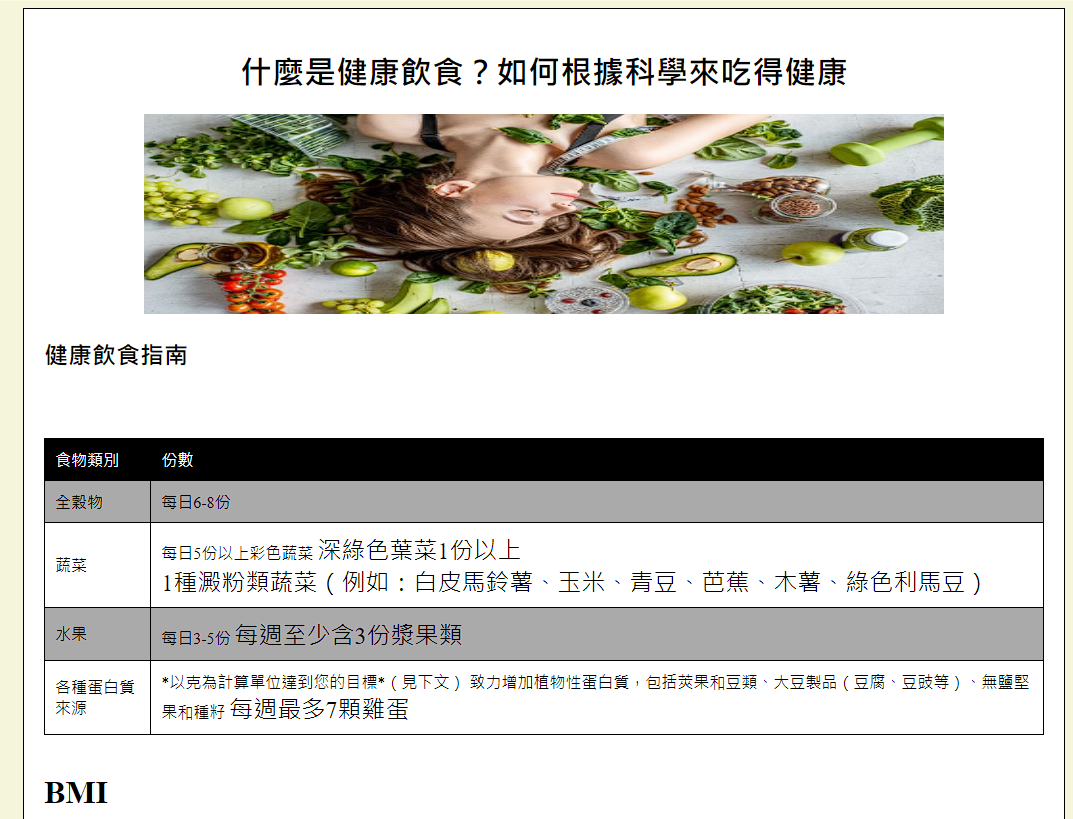 什麼是健康飲食？如何根據科學來吃得健康
健康飲食指南
食物類別 份數
全穀物 每日6-8份
蔬菜 每日5份以上彩色蔬菜 深綠色葉菜1份以上
1種澱粉類蔬菜（例如：白皮馬鈴薯、玉米、青豆、芭蕉、木薯、綠色利馬豆）
水果 每日3-5份 每週至少含3份漿果類
各種蛋白質
來源
*以克為計算單位達到您的目標*（見下文） 致力增加植物性蛋白質，包括莢果和豆類、大豆製品（豆腐、豆豉等）、無鹽堅
果和種籽 每週最多7顆雞蛋
BMI